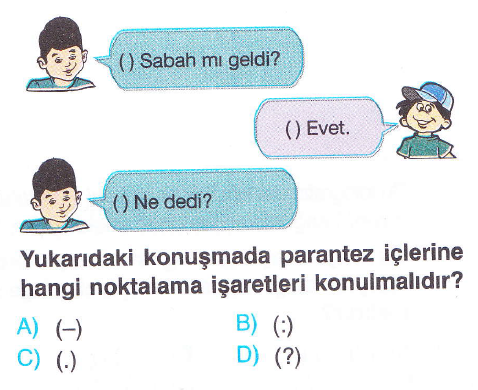 ( ) Sabah mı geldi?
( ) Evet.
( ) Ne dedi?
Yukarıdaki konuşmada parantez içlerine
hangi noktalama işaretleri konulmalıdır?
A) (–) B) (:)
C) (.) D) (?)